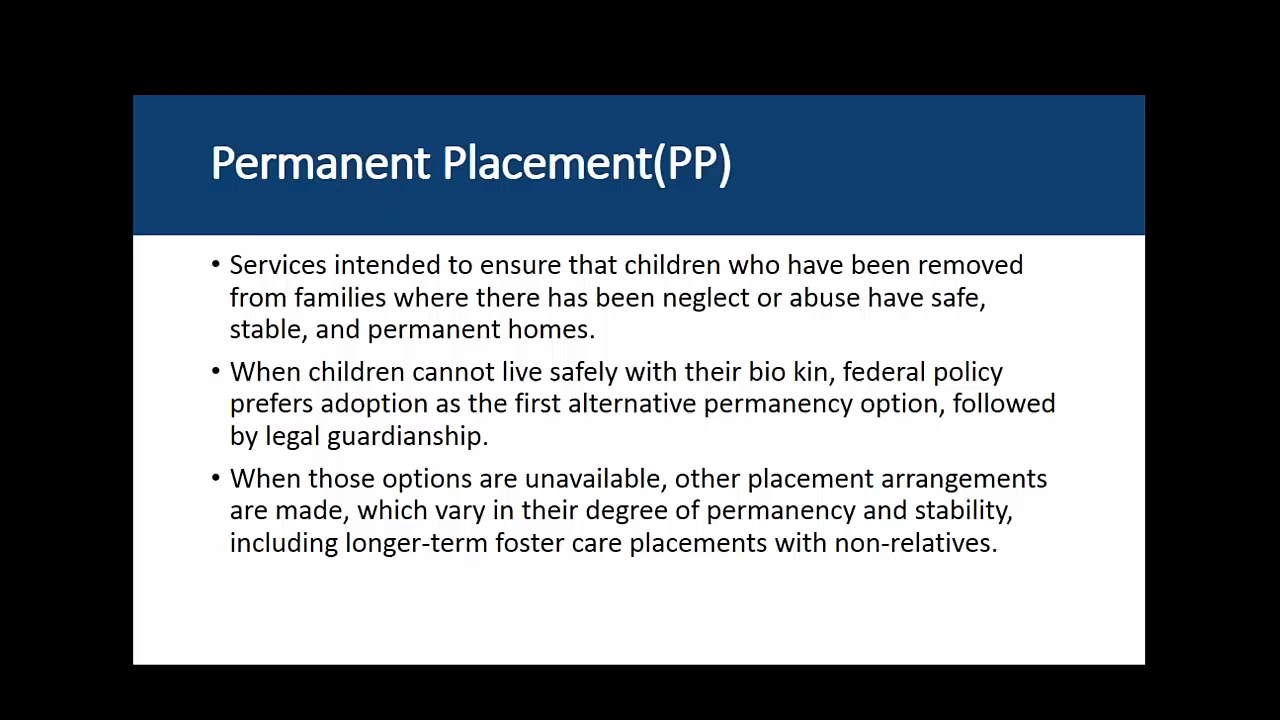 Permanent Placement(PP)
• Services intended to ensure that children who have been removed
from families where there has been neglect or abuse have safe,
stable, and permanent homes.
• When children cannot live safely with their bio kin, federal policy
prefers adoption as the first alternative permanency option, followed
by legal guardianship.
• When those options are unavailable, other placement arrangements
are made, which vary in their degree of permanency and stability,
including longer-term foster care placements with non-relatives.